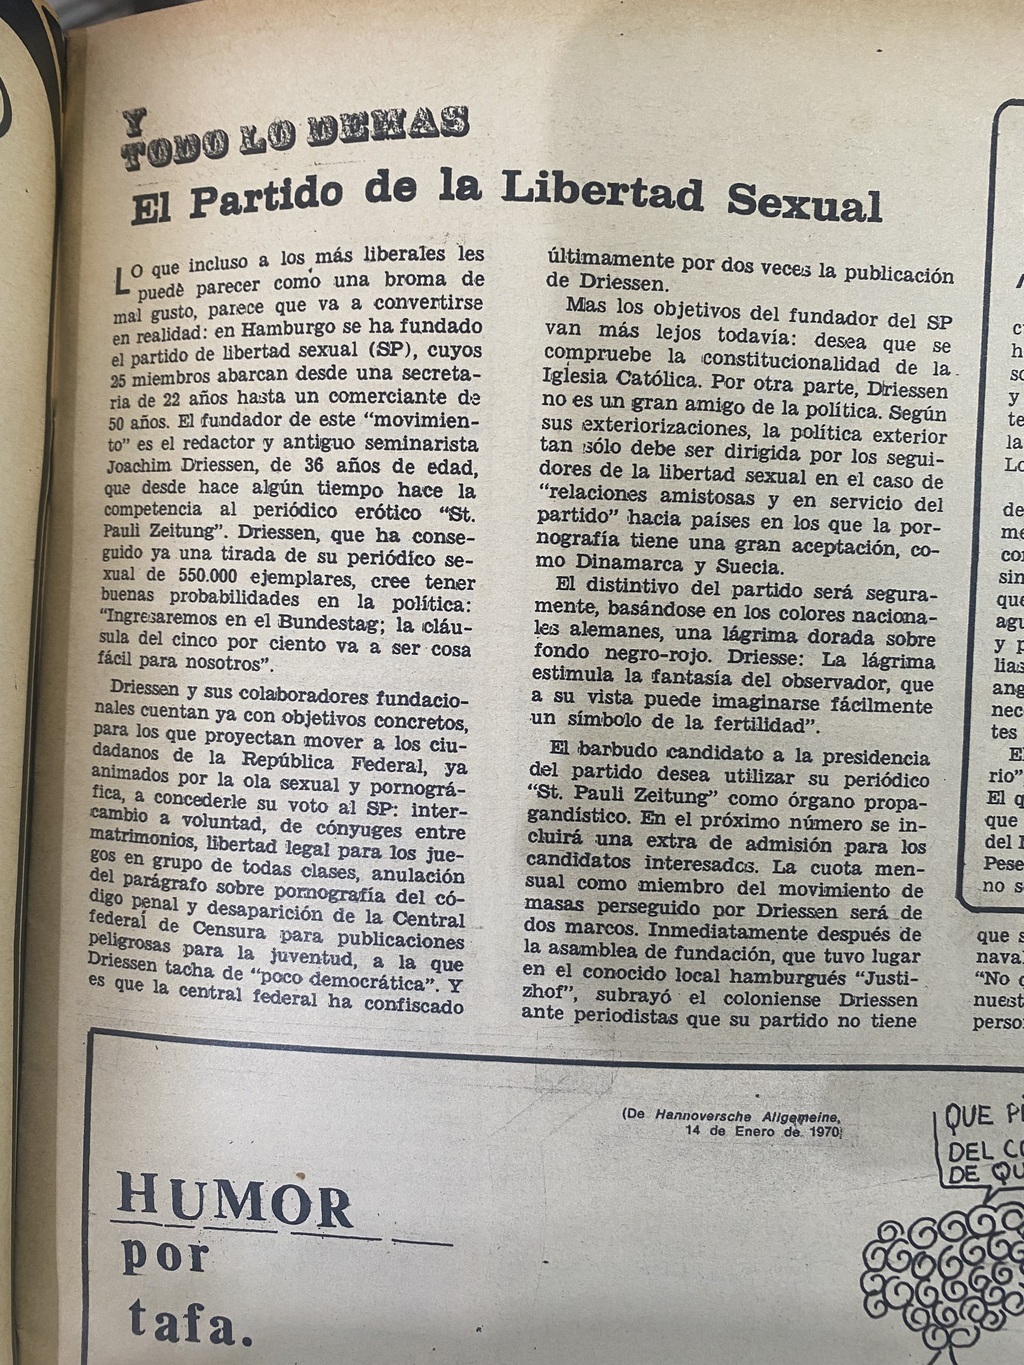 Y
TODO LO DEMAS
El Partido de la Libertad Sexual
LO que incluso a los más liberales les
puede parecer como una broma de
mal gusto, parece que va a convertirse
en realidad: en Hamburgo se ha fundado
el partido de libertad sexual (SP), cuyos
25 miembros abarcan desde una secreta-
ria de 22 años hasta un comerciante de
50 años. El fundador de este “movimien-
to” es el redactor y antiguo seminarista
Joachim Driessen, de 36 años de edad,
que desde hace algún tiempo hace la
competencia al periódico erótico “St.
Pauli Zeitung”. Driessen, que ha conse-
guido ya una tirada de su periódico se-
xual de 550.000 ejemplares, cree tener
buenas probabilidades en la política:
“Ingresaremos en el Bundestag; la cláu-
sula del cinco por ciento va a ser cosa
fácil para nosotros”.
Driessen y sus colaboradores fundacio-
nales cuentan ya con objetivos concretos,
para los que proyectan mover a los ciu-
dadanos de la República Federal, ya
animados por la ola sexual y pornográ-
fica, a concederle su voto al SP: inter-
cambio a voluntad, de cónyuges entre
matrimonios, libertad legal para los jue-
gos en grupo de todas clases, anulación
del parágrafo sobre pornografía del có-
digo penal y desaparición de la Central
federal de Censura para publicaciones
peligrosas para la juventud, a la que
Driessen tacha de “poco democrática”. Y
es que la central federal ha confiscado
últimamente por dos veces la publicación
de Driessen.
Mas los objetivos del fundador del SP
van más lejos todavía: desea que se
compruebe la constitucionalidad de la
Iglesia Católica. Por otra parte, Driessen
no es un gran amigo de la política. Según
sus exteriorizaciones, la política exterior
tan sólo debe ser dirigida por los segui-
dores de la libertad sexual en el caso de
“relaciones amistosas y en servicio del
partido” hacia países en los que la por-
nografía tiene una gran aceptación, co-
mo Dinamarca y Suecia.
El distintivo del partido será segura-
mente, basándose en los colores naciona-
les alemanes, una lágrima dorada sobre
fondo negro-rojo. Driesse: La lágrima
estimula la fantasía del observador, que
a su vista puede imaginarse fácilmente
un símbolo de la fertilidad”.
El barbudo candidato a la presidencia
del partido desea utilizar su periódico
“St. Pauli Zeitung” como órgano propa-
gandístico. En el próximo número se in-
cluirá una extra de admisión para los
candidatos interesados. La cuota men-
sual como miembro del movimiento de
masas perseguido por Driessen será de
dos marcos. Inmediatamente después de
la asamblea de fundación, que tuvo lugar
en el conocido local hamburgués “Justi-
zhof”, subrayó el coloniense Driessen
ante periodistas que su partido no tiene
que
y
te
la
de
sin
que
y p
nec
tes
El
rio”
El q
que
del
Pese
no s
que s
nava
“No
nuest
perso
(De Hannoversche Allgemeine,
14 de Enero de 1970)
HUMOR
por
tafa.
QUE
DEL
DE QU